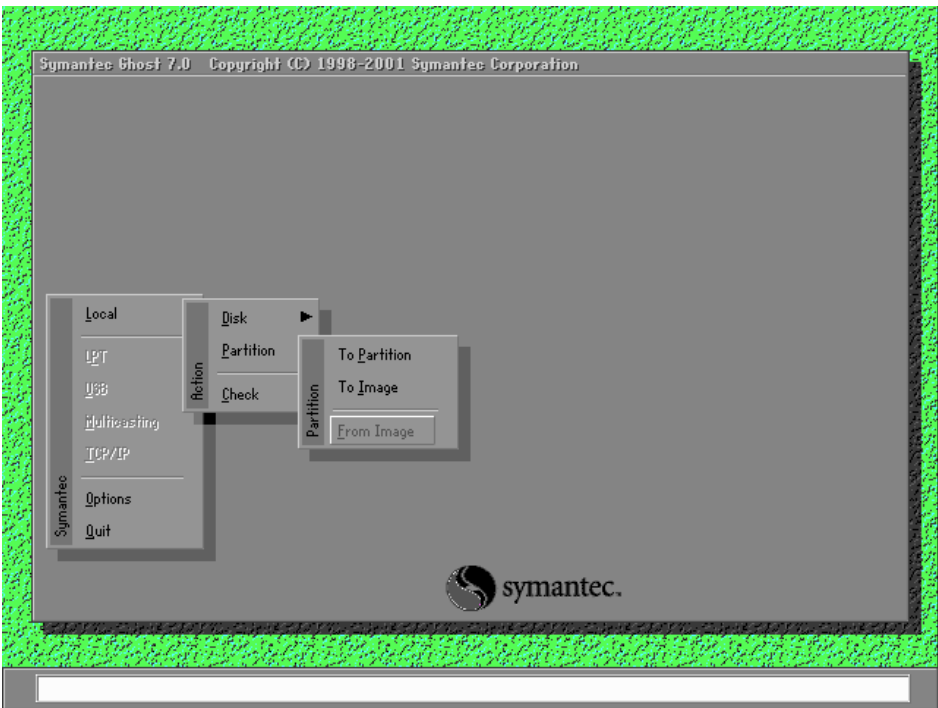 Symantec Ghost 7.0 Copyright (C) 1998-2001 Symantec Corporation
Symantec
Local
LPT
USB
Multicasting
TCP/IP
Options
Quit
Action
Disk
Partition
Check
Partition
To Partition
To Image
From Image
symantec.